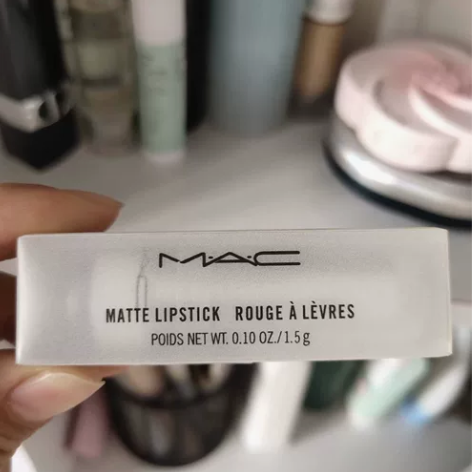 M·A·C
MATTE LIPSTICK ROUGE À LÈVRES
POIDS NET WT. 0.10 OZ./1.5 g